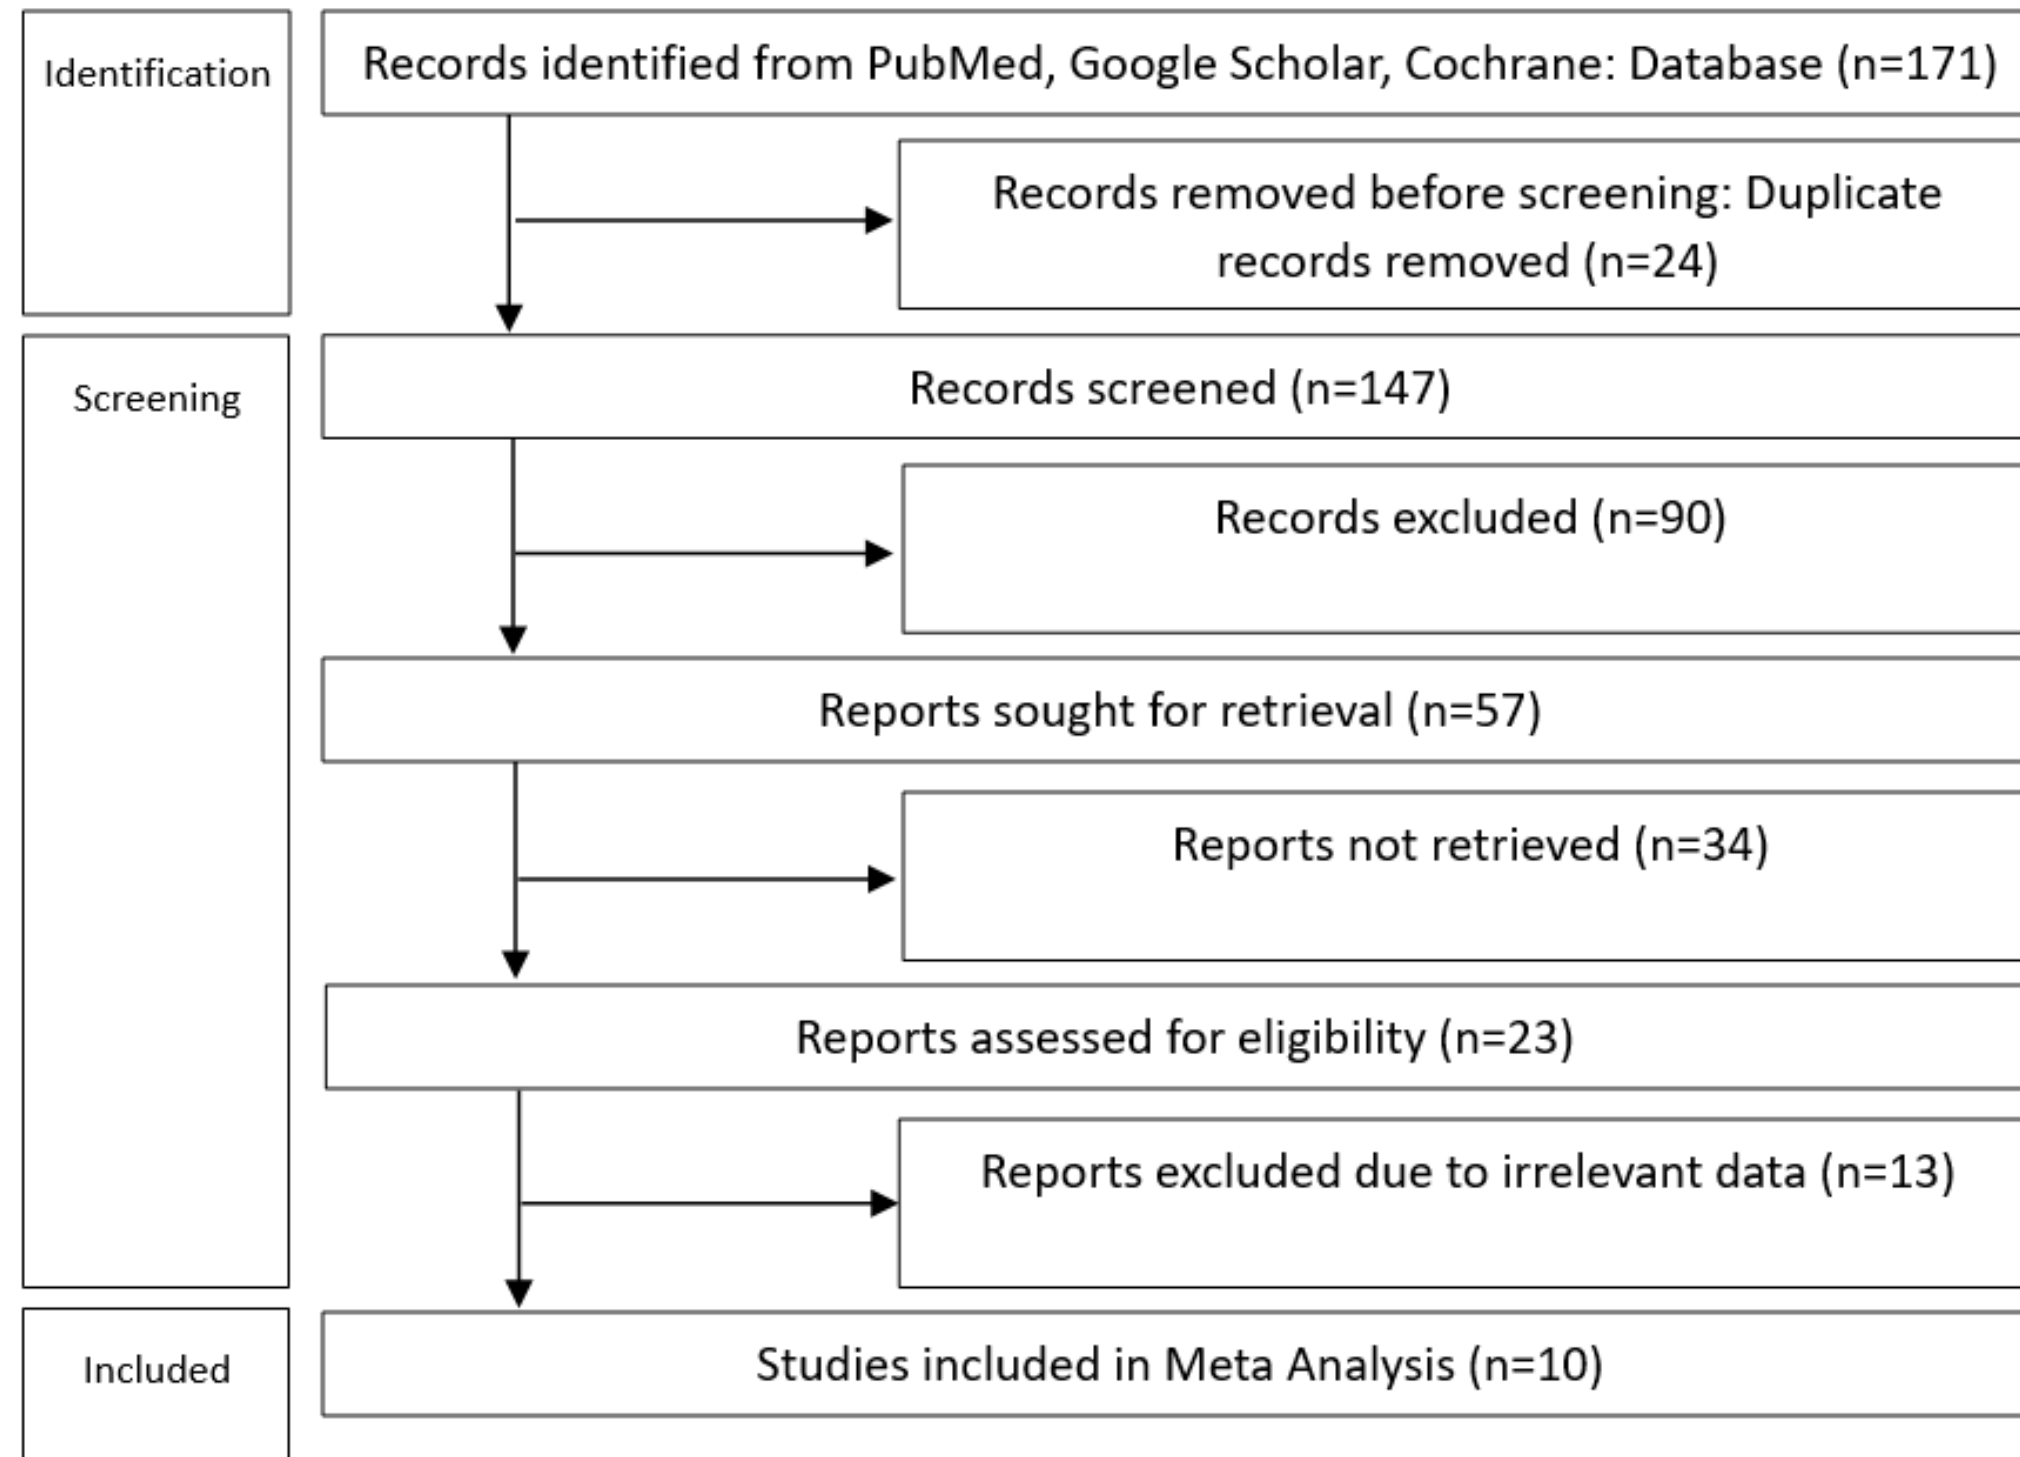 Identification
Records identified from PubMed, Google Scholar, Cochrane: Database (n=171)
Records removed before screening: Duplicate
records removed (n=24)
Screening
Records screened (n=147)
Records excluded (n=90)
Reports sought for retrieval (n=57)
Reports not retrieved (n=34)
Reports assessed for eligibility (n=23)
Reports excluded due to irrelevant data (n=13)
Included
Studies included in Meta Analysis (n=10)